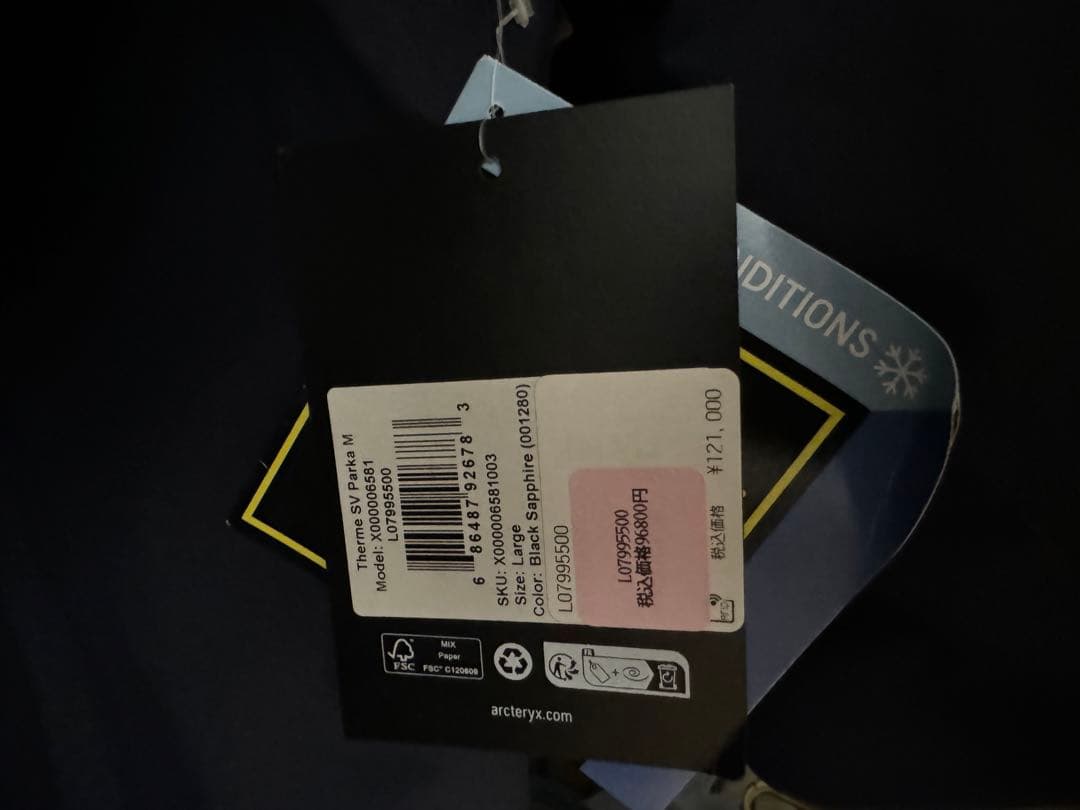 Therme SV Parka M
Model: X000006581
L07995500
6 86487 92678 3
SKU: X000006581003
Size: Large
Color: Black Sapphire (001280)
L07995500
L07995500
税込価格96800円
税込価格 ¥121,000
FSC
MIX
Paper
FSC® C120609
FR
arcteryx.com
NDITIONS